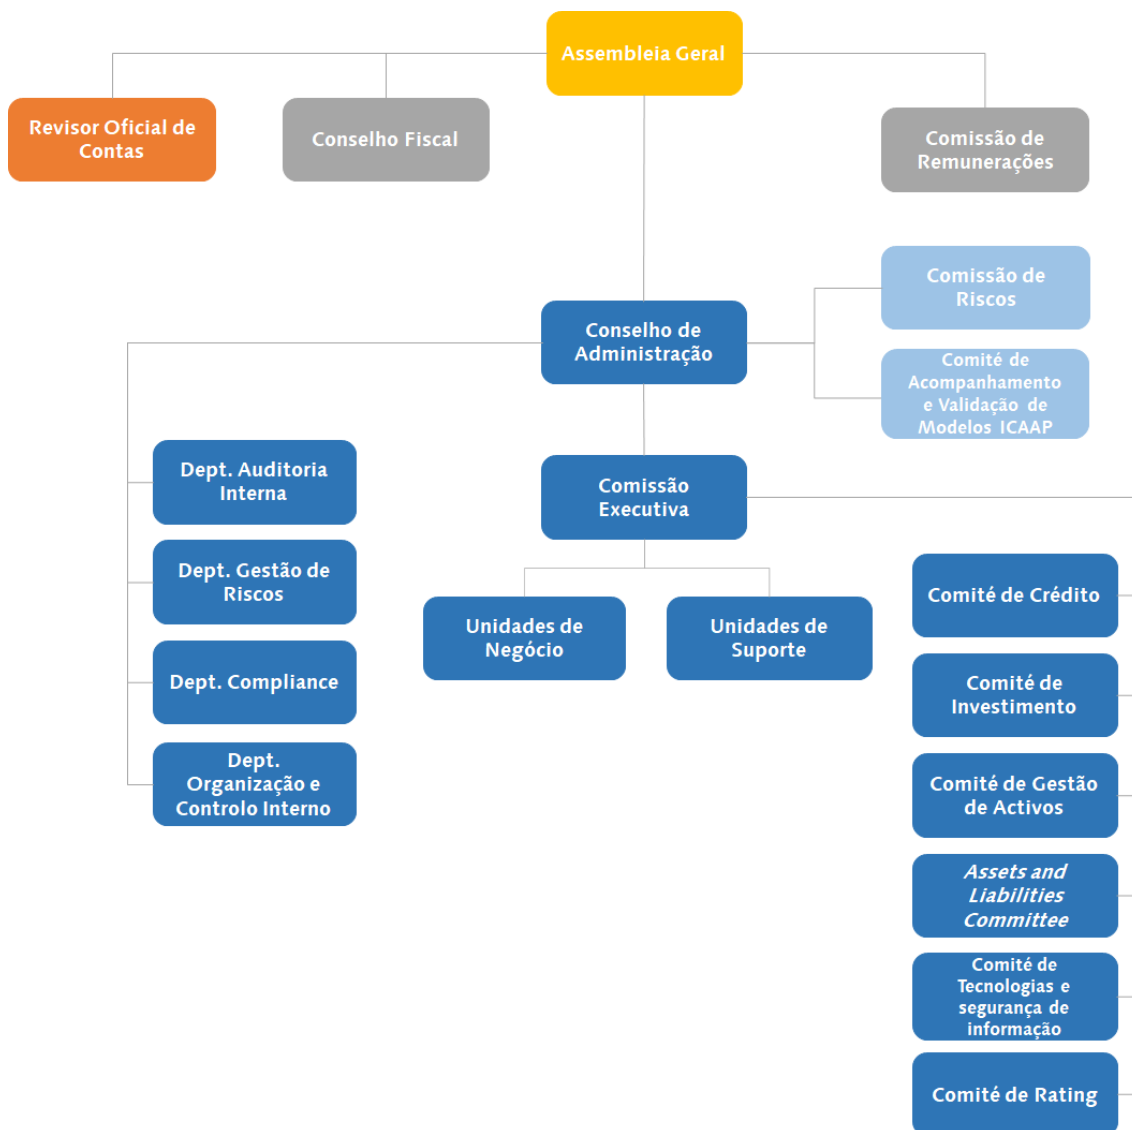 Assembleia Geral
Revisor Oficial de
Contas
Conselho Fiscal
Comissão de
Remunerações
Comissão de
Riscos
Conselho de
Administração
Comité de
Acompanhamento
e Validação de
Modelos ICAAP
Dept. Auditoria
Interna
Comissão
Executiva
Dept. Gestão de
Riscos
Comité de Crédito
Unidades de
Negócio
Unidades de
Suporte
Dept. Compliance
Comité de
Investimento
Dept.
Organização e
Controlo Interno
Comité de Gestão
de Activos
Assets and
Liabilities
Committee
Comité de
Tecnologias e
segurança de
informação
Comité de Rating